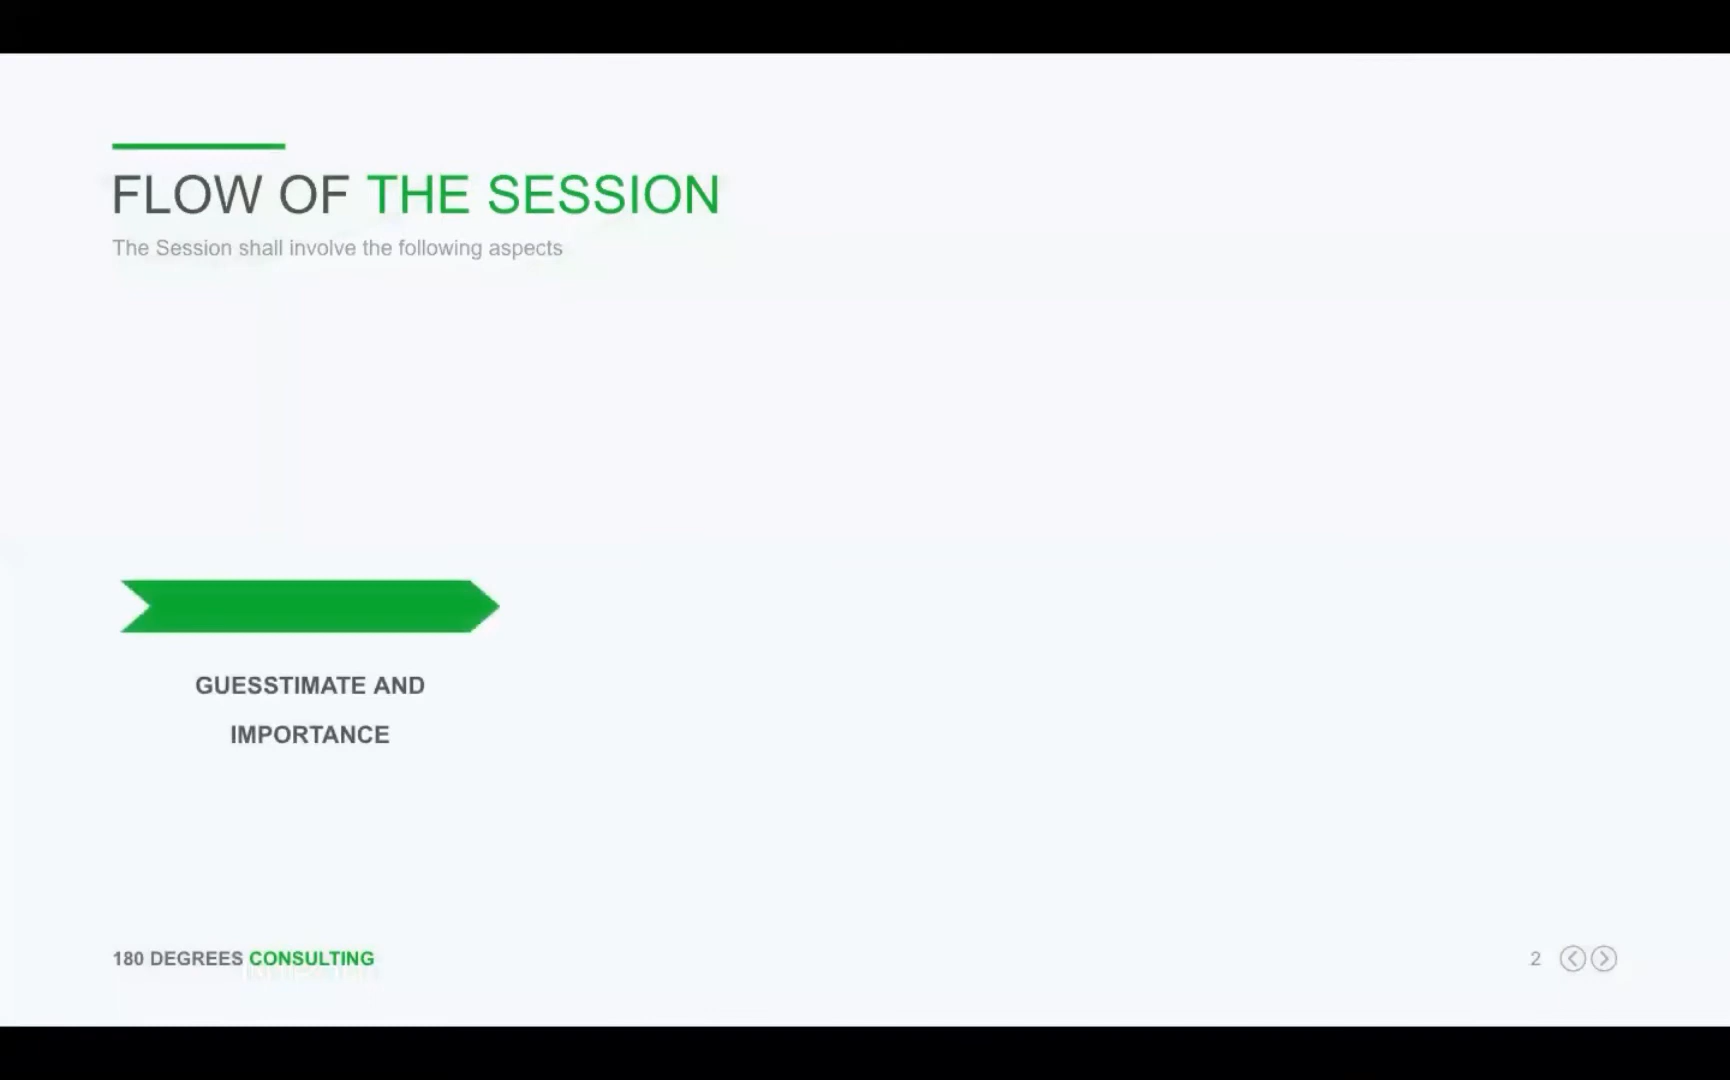 FLOW OF THE SESSION
The Session shall involve the following aspects
GUESSTIMATE AND
IMPORTANCE
180 DEGREES CONSULTING
2